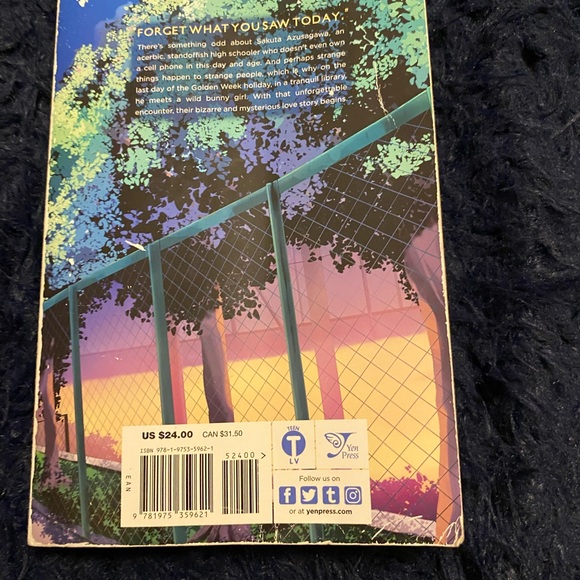 "FORGET WHAT YOU SAW TODAY."
There's something odd about Sakuta Azusagawa, an
acerbic, standoffish high schooler who doesn't even own
a cell phone in this day and age. And perhaps strange
things happen to strange people, which is why on the
last day of the Golden Week holiday, in a tranquil library,
he meets a wild bunny girl. With that unforgettable
encounter, their bizarre and mysterious love story begins.
US $24.00 CAN $31.50
ISBN 978-1-9753-5962-1
52400>
EAN
9 781975 359621
TEEN
T
LV
Yen
Press
Follow us on
f t
or at yenpress.com